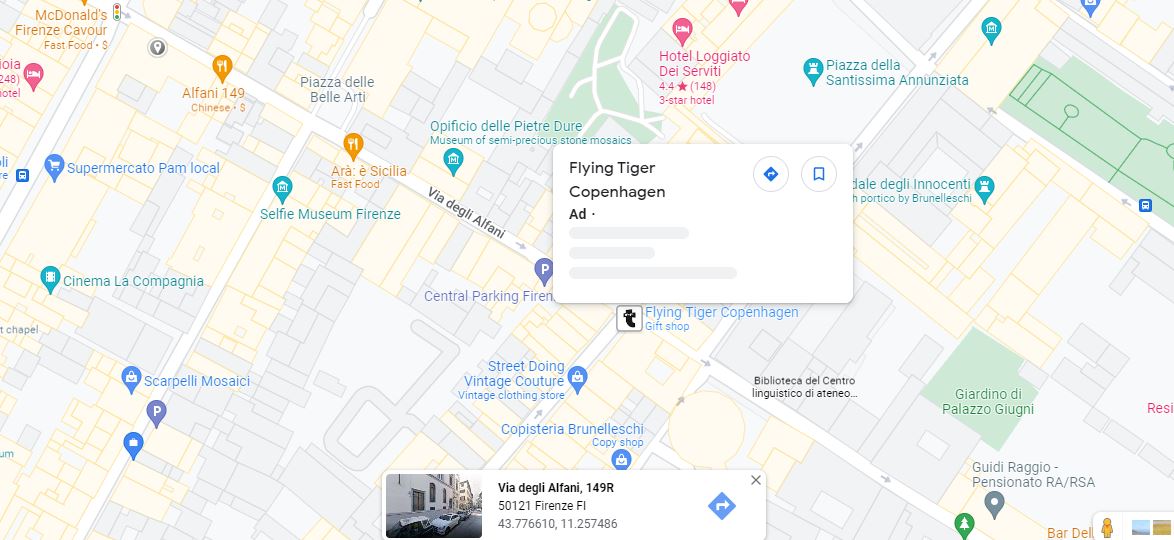 McDonald's
Firenze Cavour
Fast Food • $
Alfani 149
Chinese • $
Piazza delle
Belle Arti
Hotel Loggiato
Dei Serviti
4.4 ★ (148)
3-star hotel
Piazza della
Santissima Annunziata
ioia
248)
hotel
Opificio delle Pietre Dure
Museum of semi-precious stone mosaics
Supermercato Pam local
Arà: è Sicilia
Fast Food
Selfie Museum Firenze
Via degli Alfani
Flying Tiger
Copenhagen
Ad ·
dale degli Innocenti
h portico by Brunelleschi
Cinema La Compagnia
P
Central Parking Firen
Flying Tiger Copenhagen
Gift shop
t chapel
Scarpelli Mosaici
P
Street Doing
Vintage Couture
Vintage clothing store
Biblioteca del Centro
linguistico di ateneo...
Giardino di
Palazzo Giugni
Resi
Copisteria Brunelleschi
Copy shop
um
Guidi Raggio -
Pensionato RA/RSA
Via degli Alfani, 149R
50121 Firenze FI
43.776610, 11.257486
Bar Dell